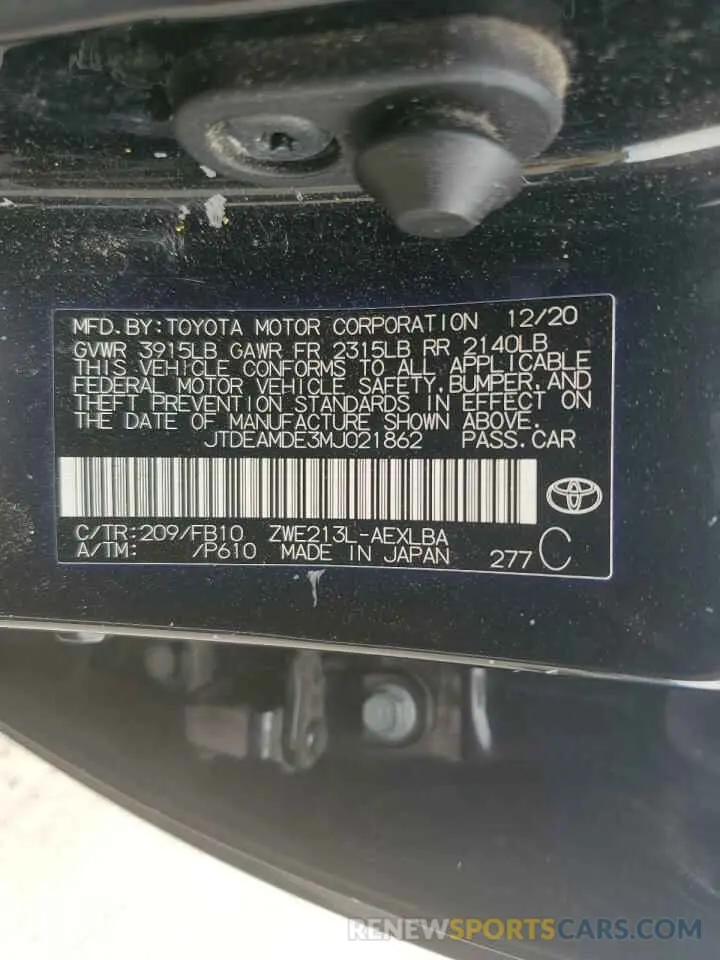 MFD. BY: TOYOTA MOTOR CORPORATION 12/20
GVWR 3915LB GAWR FR 2315LB RR 2140LB
THIS VEHICLE CONFORMS TO ALL APPLICABLE
FEDERAL MOTOR VEHICLE SAFETY, BUMPER, AND
THEFT PREVENTION STANDARDS IN EFFECT ON
THE DATE OF MANUFACTURE SHOWN ABOVE.
JTDEAMDE3MJ021862 PASS. CAR
C/TR: 209/FB10 ZWE213L-AEXLBA
A/TM: /P610 MADE IN JAPAN 277 C
RENEWSPORTSCARS.COM